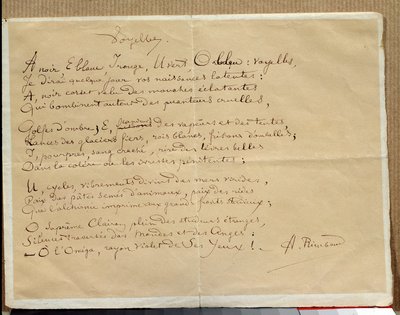 Voyelles
A noir, E blanc, I rouge, U vert, O bleu : voyelles,
Je dirai quelque jour vos naissances latentes :
A, noir corset velu des mouches éclatantes
Qui bombinent autour des puanteurs cruelles,
Golfes d'ombre ; E, candeurs des vapeurs et des tentes,
Lances des glaciers fiers, rois blancs, frissons d'ombelles ;
I, pourpres, sang craché, rire des lèvres belles
Dans la colère ou les ivresses pénitentes ;
U, cycles, vibrements divins des mers virides,
Paix des pâtis semés d'animaux, paix des rides
Que l'alchimie imprime aux grands fronts studieux ;
O, Suprême Clairon plein des strideurs étranges,
Silences traversés des Mondes et des Anges :
— O l'Oméga, rayon violet de Ses Yeux !
A. Rimbaud